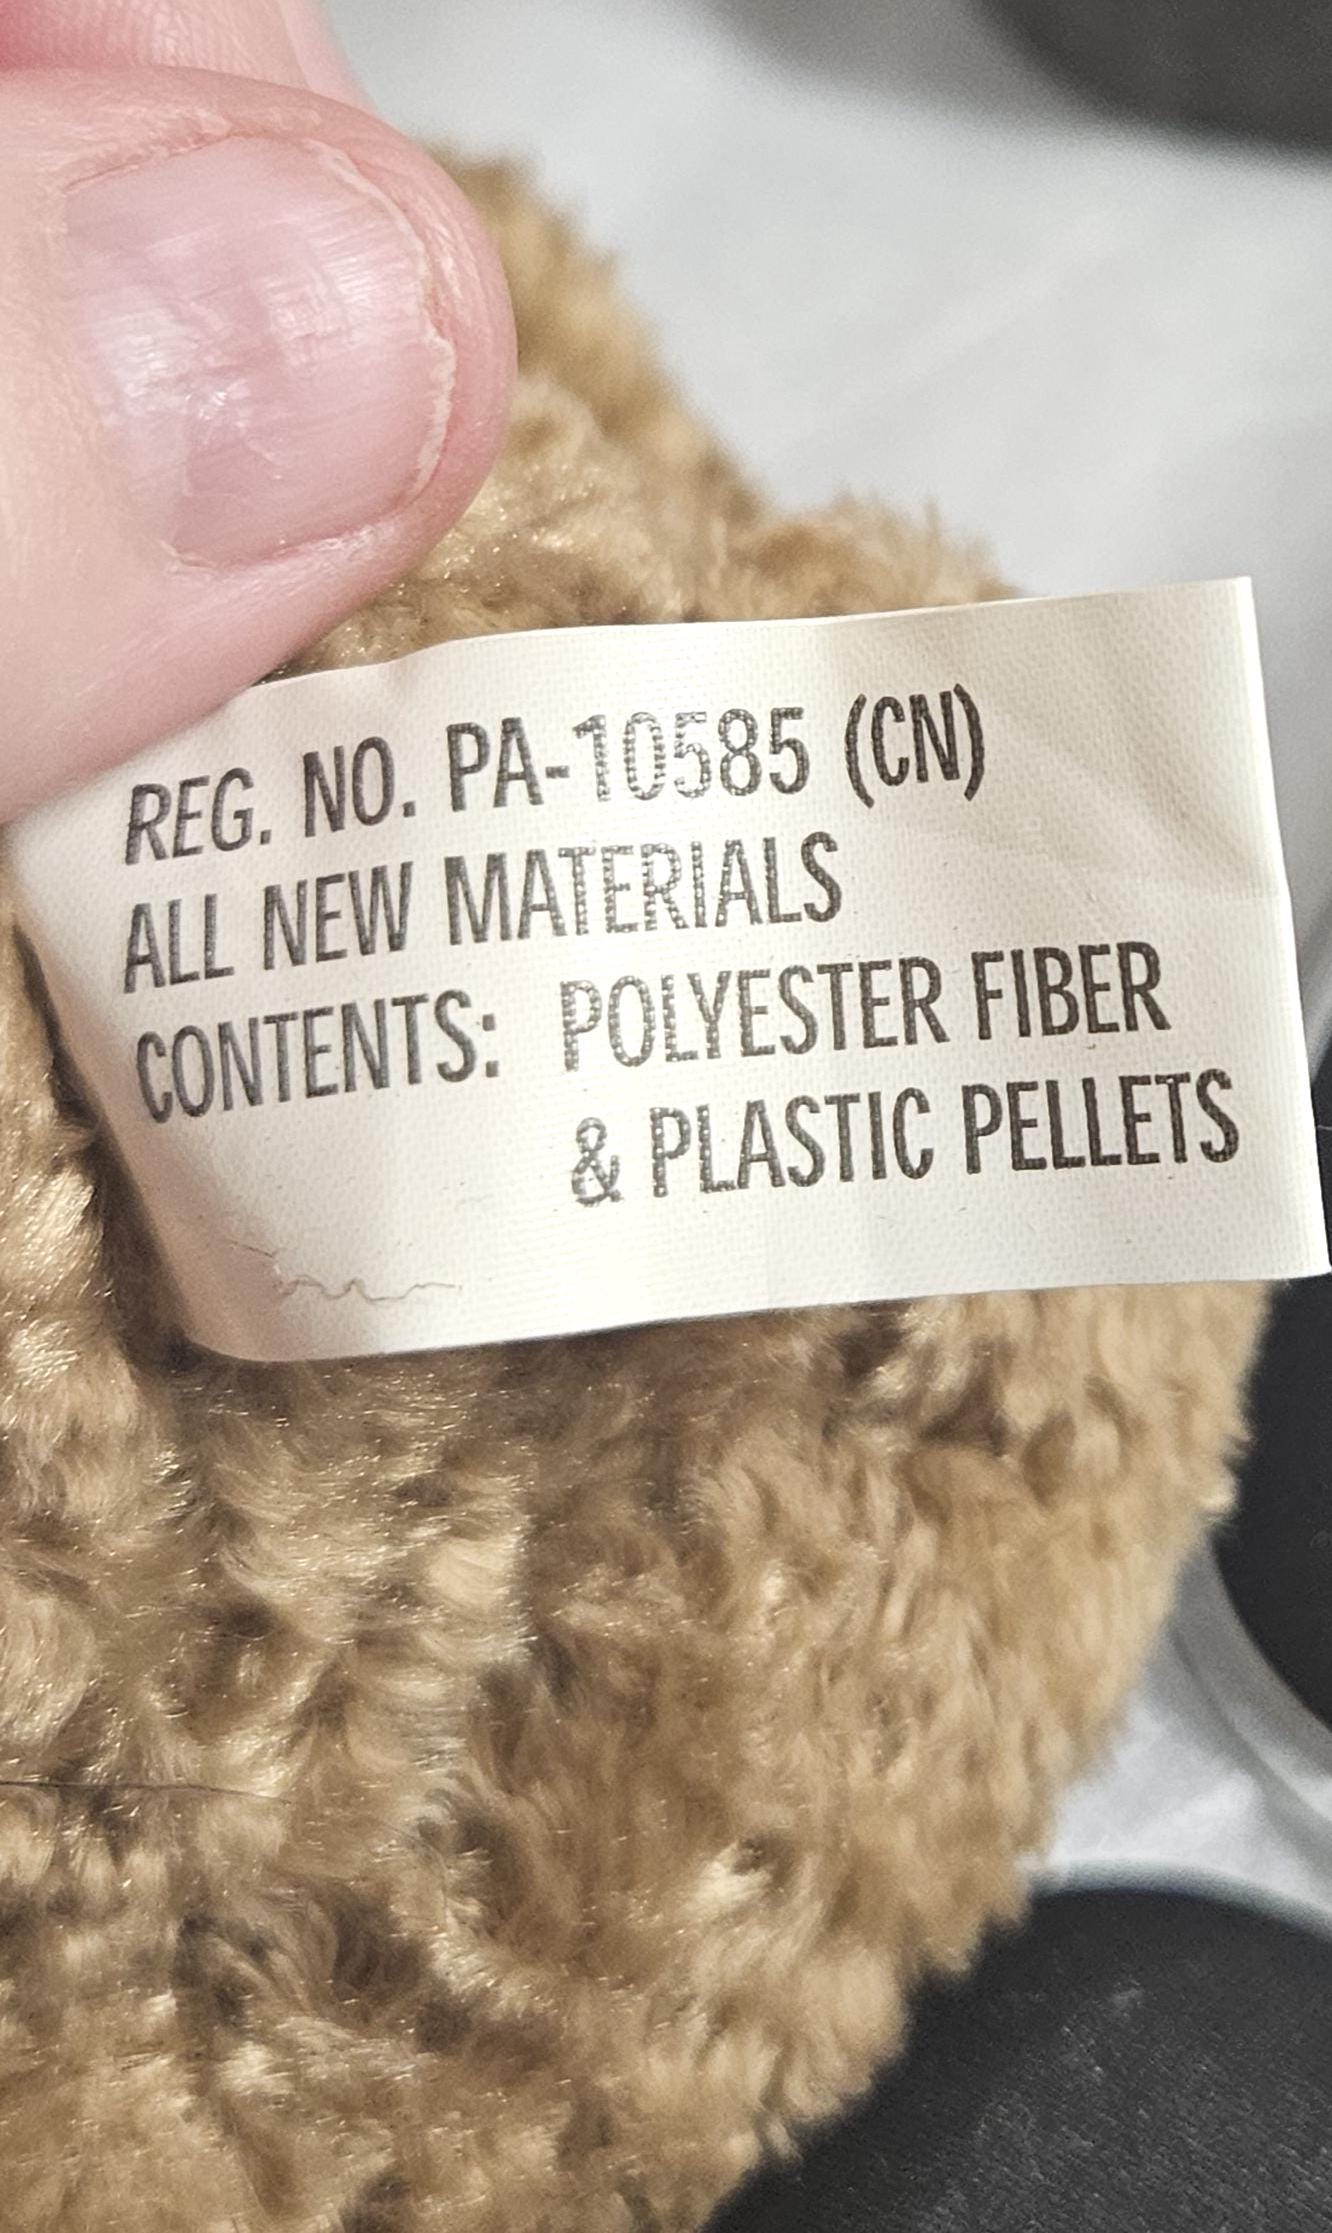 REG. NO. PA-10585 (CN)
ALL NEW MATERIALS
CONTENTS: POLYESTER FIBER
& PLASTIC PELLETS